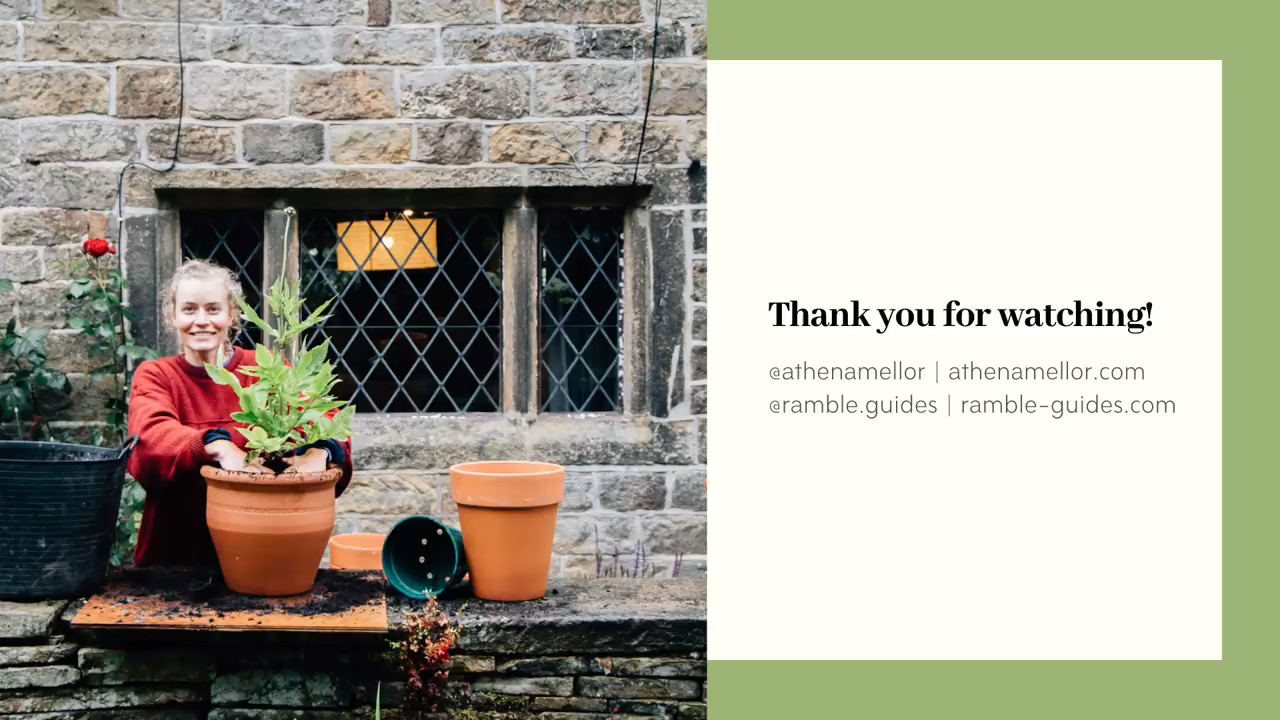 Thank you for watching!
@athenamellor | athenamellor.com
@ramble.guides | ramble-guides.com